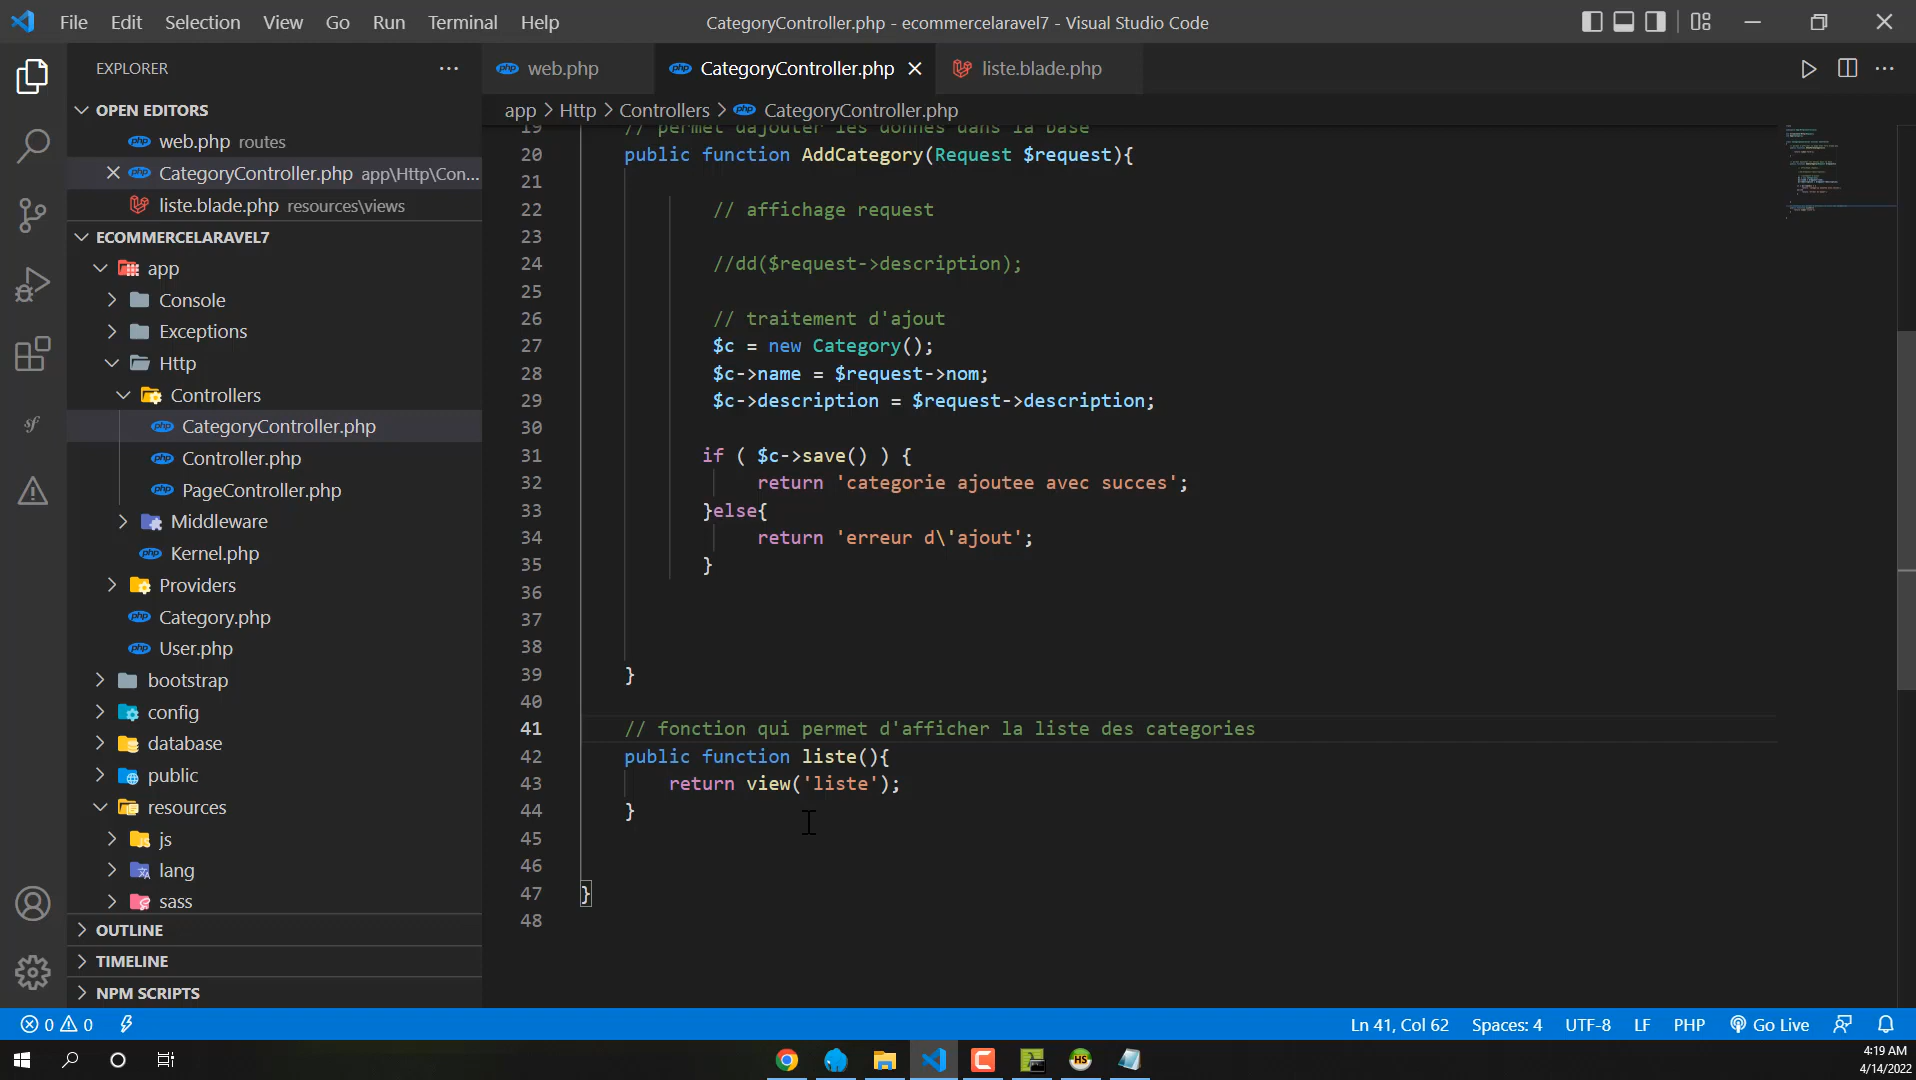 File Edit Selection View Go Run Terminal Help
CategoryController.php - ecommercelaravel7 - Visual Studio Code
EXPLORER
web.php
CategoryController.php
liste.blade.php
OPEN EDITORS
web.php routes
CategoryController.php app\Http\Con...
liste.blade.php resources\views
ECOMMERCELARAVEL7
app
Console
Exceptions
Http
Controllers
CategoryController.php
Controller.php
PageController.php
Middleware
Kernel.php
Providers
Category.php
User.php
bootstrap
config
database
public
resources
js
lang
sass
OUTLINE
TIMELINE
NPM SCRIPTS
app > Http > Controllers > CategoryController.php
19 // permet dajouter les donnes dans la base
20 public function AddCategory(Request $request){
21
22 // affichage request
23
24 //dd($request->description);
25
26 // traitement d'ajout
27 $c = new Category();
28 $c->name = $request->nom;
29 $c->description = $request->description;
30
31 if ( $c->save() ) {
32 return 'categorie ajoutee avec succes';
33 }else{
34 return 'erreur d\'ajout';
35 }
36
37
38
39 }
40
41 // fonction qui permet d'afficher la liste des categories
42 public function liste(){
43 return view('liste');
44 }
45
46
47 }
48
0 0
Ln 41, Col 62 Spaces: 4 UTF-8 LF PHP Go Live
4:19 AM
4/14/2022